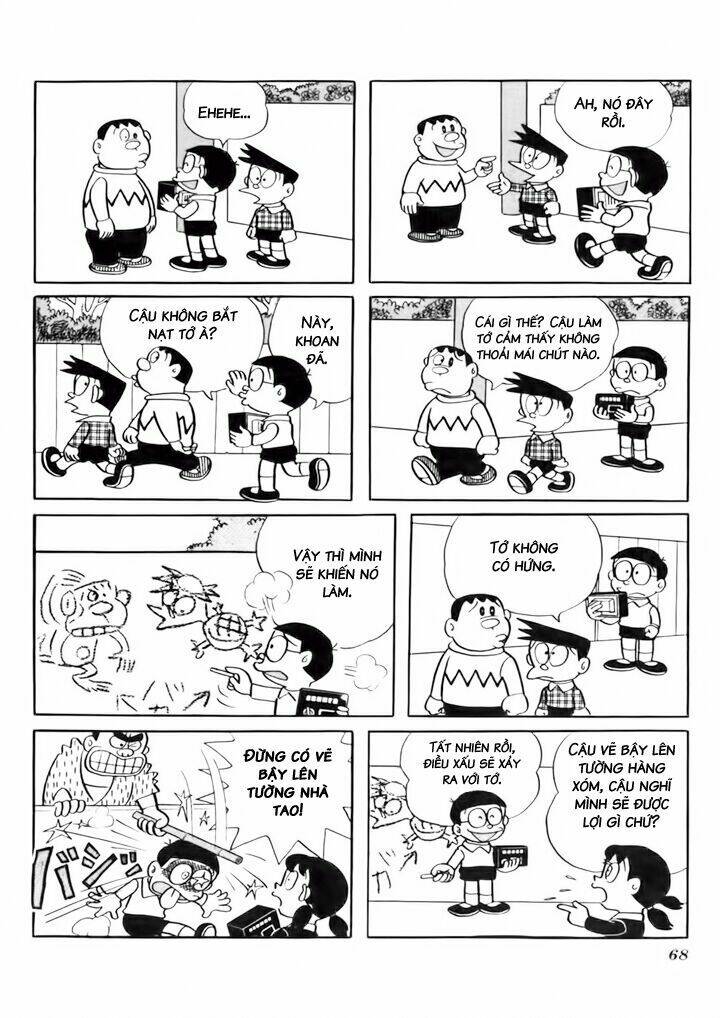 AH, NÓ ĐÂY
RỒI.
EHEHE...
CÁI GÌ THẾ? CẬU LÀM
TỚ CẢM THẤY KHÔNG
THOẢI MÁI CHÚT NÀO.
NÀY,
KHOAN
ĐÃ.
CẬU KHÔNG BẮT
NẠT TỚ À?
TỚ KHÔNG
CÓ HỨNG.
VẬY THÌ MÌNH
SẼ KHIẾN NÓ
LÀM.
CẬU VẼ BẬY LÊN
TƯỜNG HÀNG
XÓM, CẬU NGHĨ
MÌNH SẼ ĐƯỢC
LỢI GÌ CHỨ?
TẤT NHIÊN RỒI,
ĐIỀU XẤU SẼ XẢY
RA VỚI TỚ.
ĐỪNG CÓ VẼ
BẬY LÊN
TƯỜNG NHÀ
TAO!
68